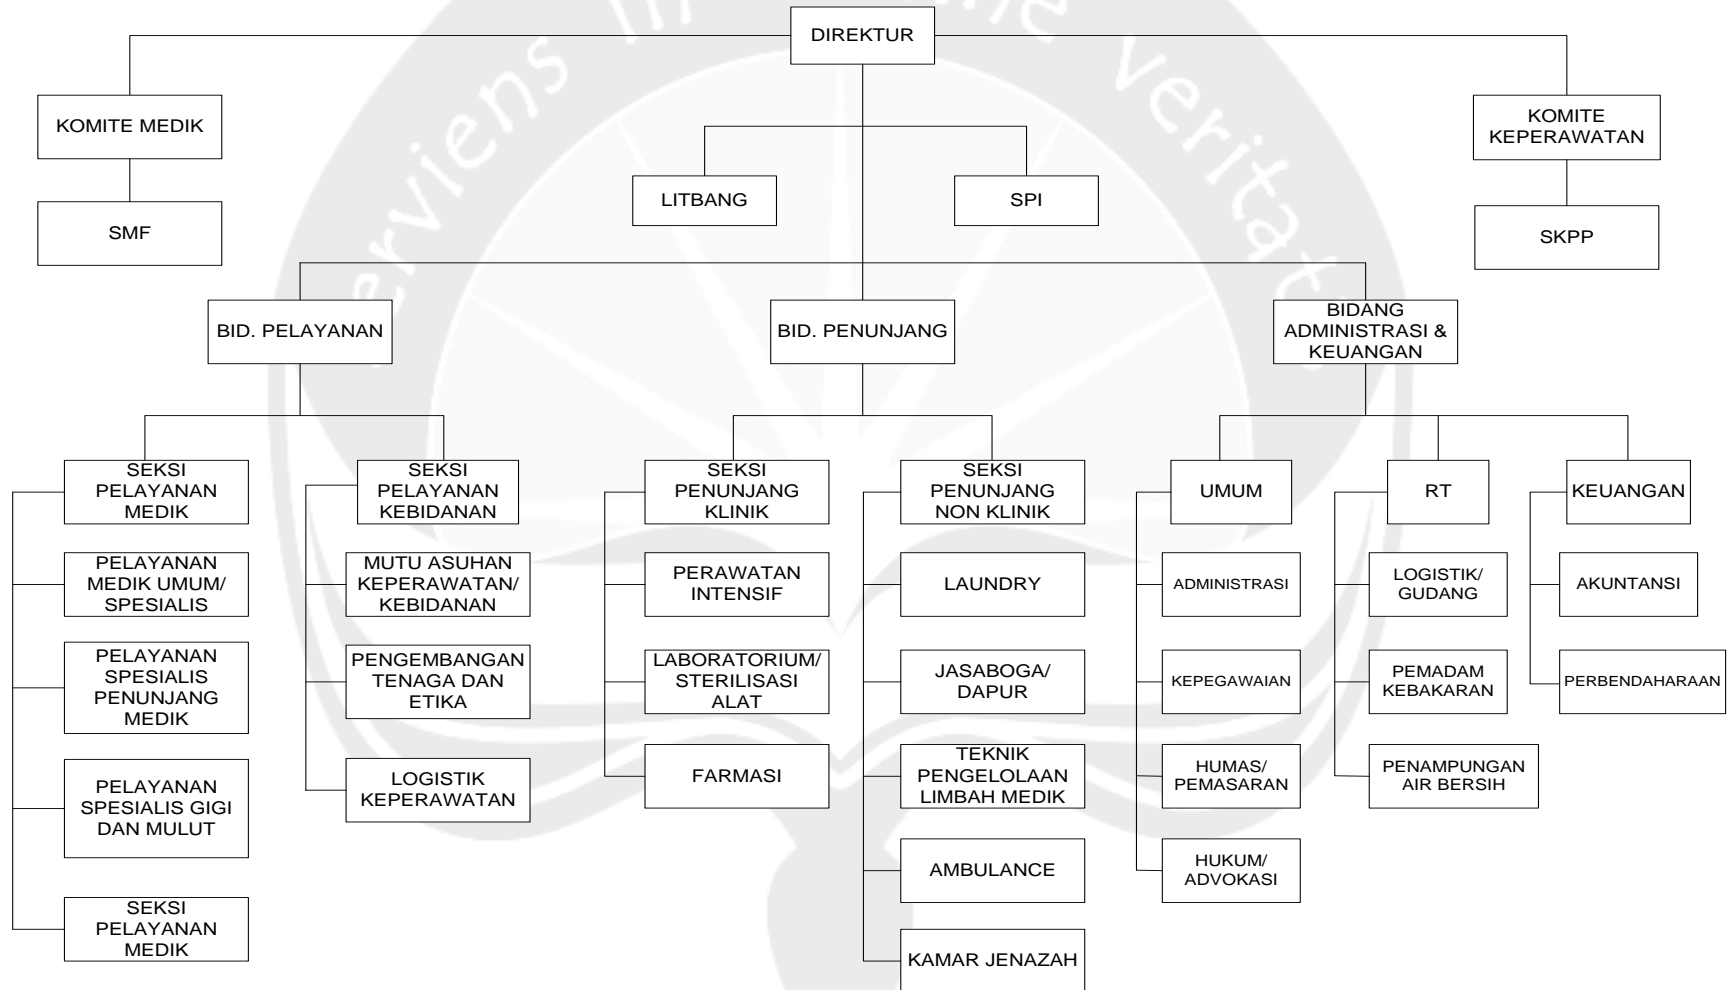 serviens in lumine veritatis
DIREKTUR
KOMITE MEDIK
KOMITE
KEPERAWATAN
LITBANG
SPI
SMF
SKPP
BID. PELAYANAN
BID. PENUNJANG
BIDANG
ADMINISTRASI &
KEUANGAN
SEKSI
PELAYANAN
MEDIK
SEKSI
PELAYANAN
KEBIDANAN
SEKSI
PENUNJANG
KLINIK
SEKSI
PENUNJANG
NON KLINIK
UMUM
RT
KEUANGAN
PELAYANAN
MEDIK UMUM/
SPESIALIS
MUTU ASUHAN
KEPERAWATAN/
KEBIDANAN
PERAWATAN
INTENSIF
LAUNDRY
ADMINISTRASI
LOGISTIK/
GUDANG
AKUNTANSI
PELAYANAN
SPESIALIS
PENUNJANG
MEDIK
PENGEMBANGAN
TENAGA DAN
ETIKA
LABORATORIUM/
STERILISASI
ALAT
JASABOGA/
DAPUR
KEPEGAWAIAN
PEMADAM
KEBAKARAN
PERBENDAHARAAN
PELAYANAN
SPESIALIS GIGI
DAN MULUT
LOGISTIK
KEPERAWATAN
FARMASI
TEKNIK
PENGELOLAAN
LIMBAH MEDIK
HUMAS/
PEMASARAN
PENAMPUNGAN
AIR BERSIH
AMBULANCE
HUKUM/
ADVOKASI
SEKSI
PELAYANAN
MEDIK
KAMAR JENAZAH